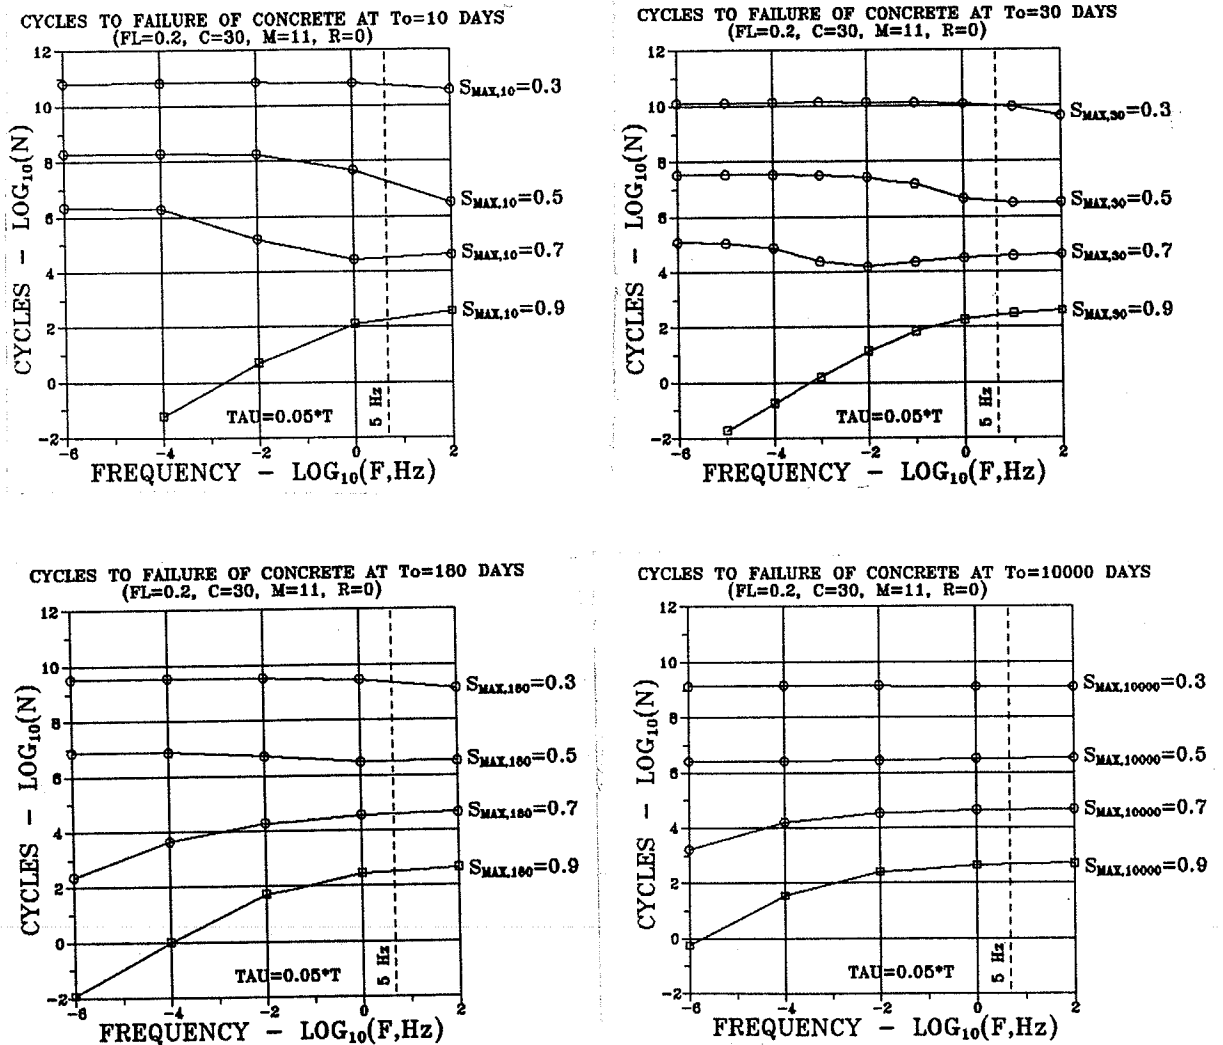 CYCLES TO FAILURE OF CONCRETE AT To=10 DAYS
(FL=0.2, C=30, M=11, R=0)
12
10
8
6
4
2
0
-2
CYCLES - LOG10(N)
SMAX,10=0.3
SMAX,10=0.5
SMAX,10=0.7
SMAX,10=0.9
TAU=0.05*T
5 Hz
-6
-4
-2
0
2
FREQUENCY - LOG10(F,Hz)
CYCLES TO FAILURE OF CONCRETE AT To=30 DAYS
(FL=0.2, C=30, M=11, R=0)
12
10
8
6
4
2
0
-2
CYCLES - LOG10(N)
SMAX,30=0.3
SMAX,30=0.5
SMAX,30=0.7
SMAX,30=0.9
TAU=0.05*T
5 Hz
-6
-4
-2
0
2
FREQUENCY - LOG10(F,Hz)
CYCLES TO FAILURE OF CONCRETE AT To=180 DAYS
(FL=0.2, C=30, M=11, R=0)
12
10
8
6
4
2
0
-2
CYCLES - LOG10(N)
SMAX,180=0.3
SMAX,180=0.5
SMAX,180=0.7
SMAX,180=0.9
TAU=0.05*T
5 Hz
-6
-4
-2
0
2
FREQUENCY - LOG10(F,Hz)
CYCLES TO FAILURE OF CONCRETE AT To=10000 DAYS
(FL=0.2, C=30, M=11, R=0)
12
10
8
6
4
2
0
-2
CYCLES - LOG10(N)
SMAX,10000=0.3
SMAX,10000=0.5
SMAX,10000=0.7
SMAX,10000=0.9
TAU=0.05*T
5 Hz
-6
-4
-2
0
2
FREQUENCY - LOG10(F,Hz)